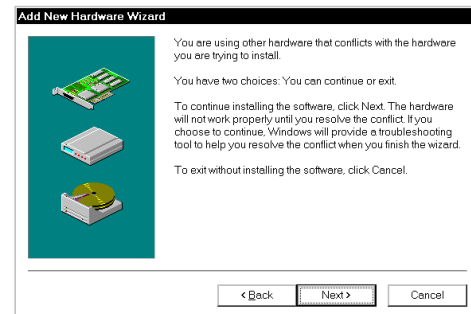 Add New Hardware Wizard
You are using other hardware that conflicts with the hardware
you are trying to install.
You have two choices: You can continue or exit.
To continue installing the software, click Next. The hardware
will not work properly until you resolve the conflict. If you
choose to continue, Windows will provide a troubleshooting
tool to help you resolve the conflict when you finish the wizard.
To exit without installing the software, click Cancel.
< Back Next > Cancel